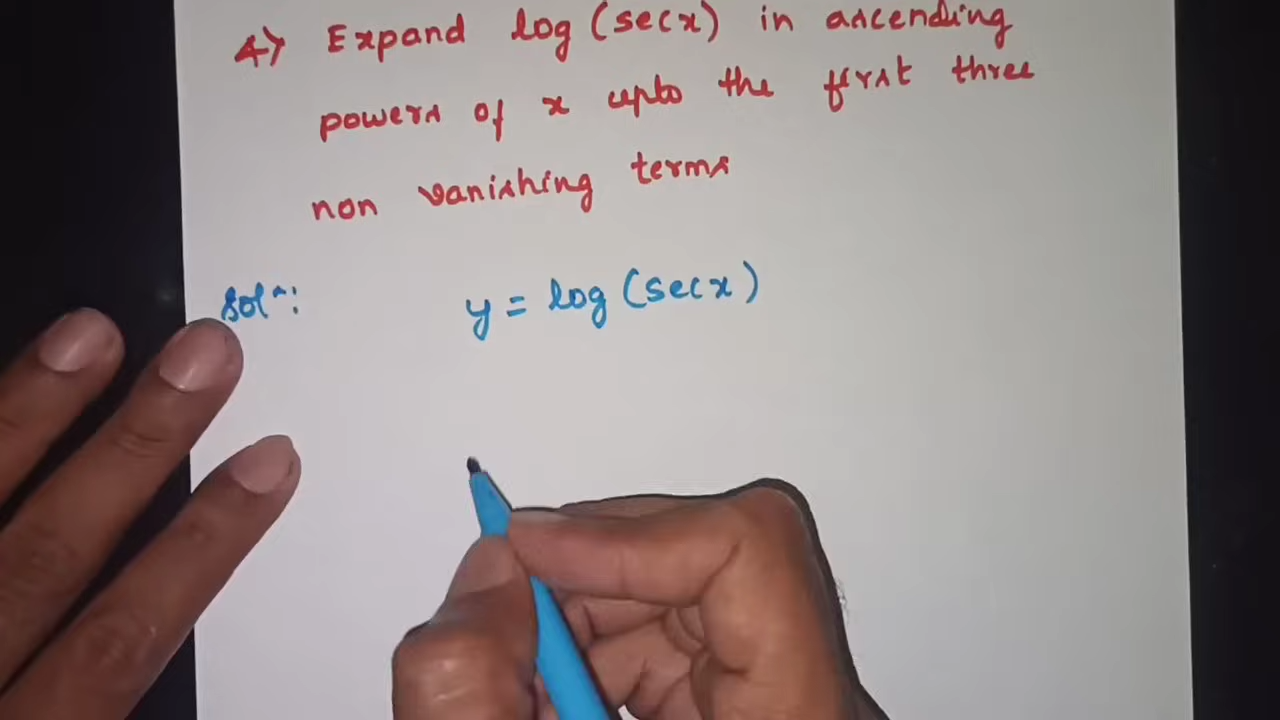 4) Expand log (secx) in ascending
powers of x upto the first three
non vanishing terms
Solⁿ: y = log (secx)